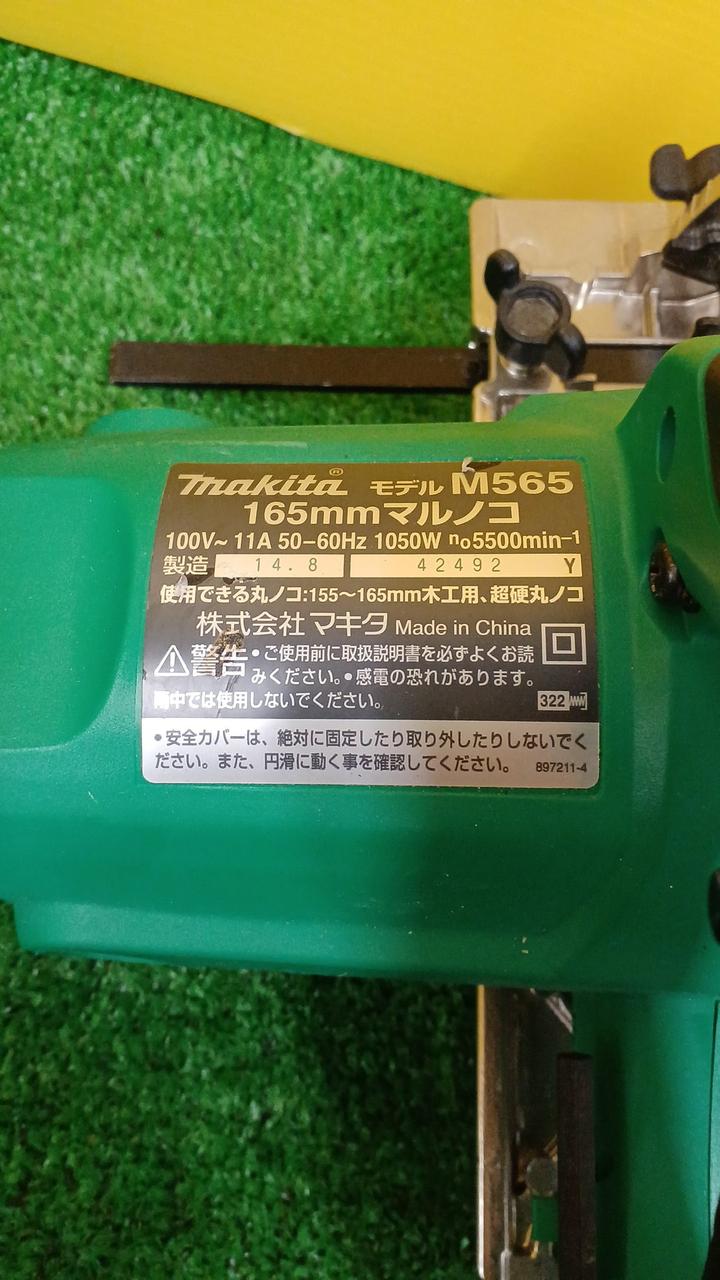 makita® モデル M565
165mmマルノコ
100V~ 11A 50-60Hz 1050W n₀5500min⁻¹
製造 14.8 42492 Y
使用できる丸ノコ:155～165mm木工用、超硬丸ノコ
株式会社 マキタ Made in China
警告 • ご使用前に取扱説明書を必ずよくお読
みください。• 感電の恐れがあります。
雨中では使用しないでください。 322
• 安全カバーは、絶対に固定したり取り外したりしないでく
ださい。また、円滑に動く事を確認してください。 897211-4